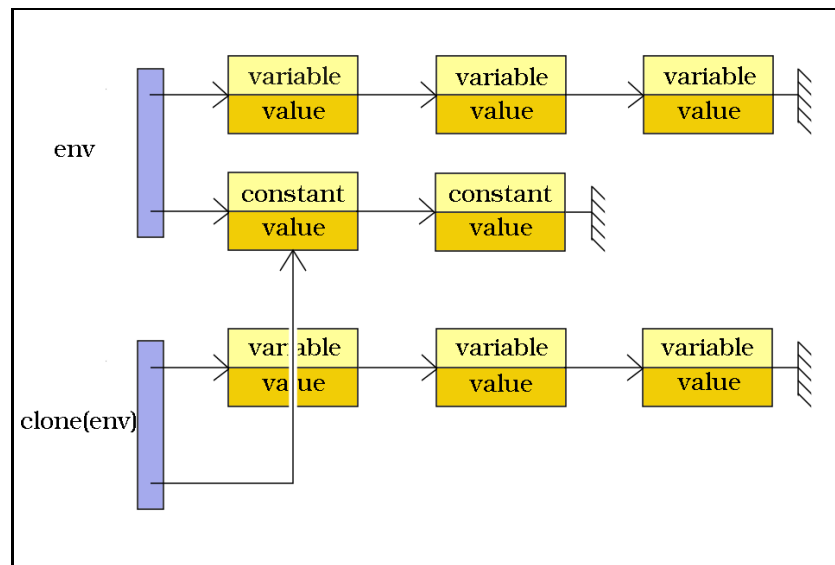 variable variable variable
value value value
env
constant constant
value value
variable variable variable
value value value
clone(env)